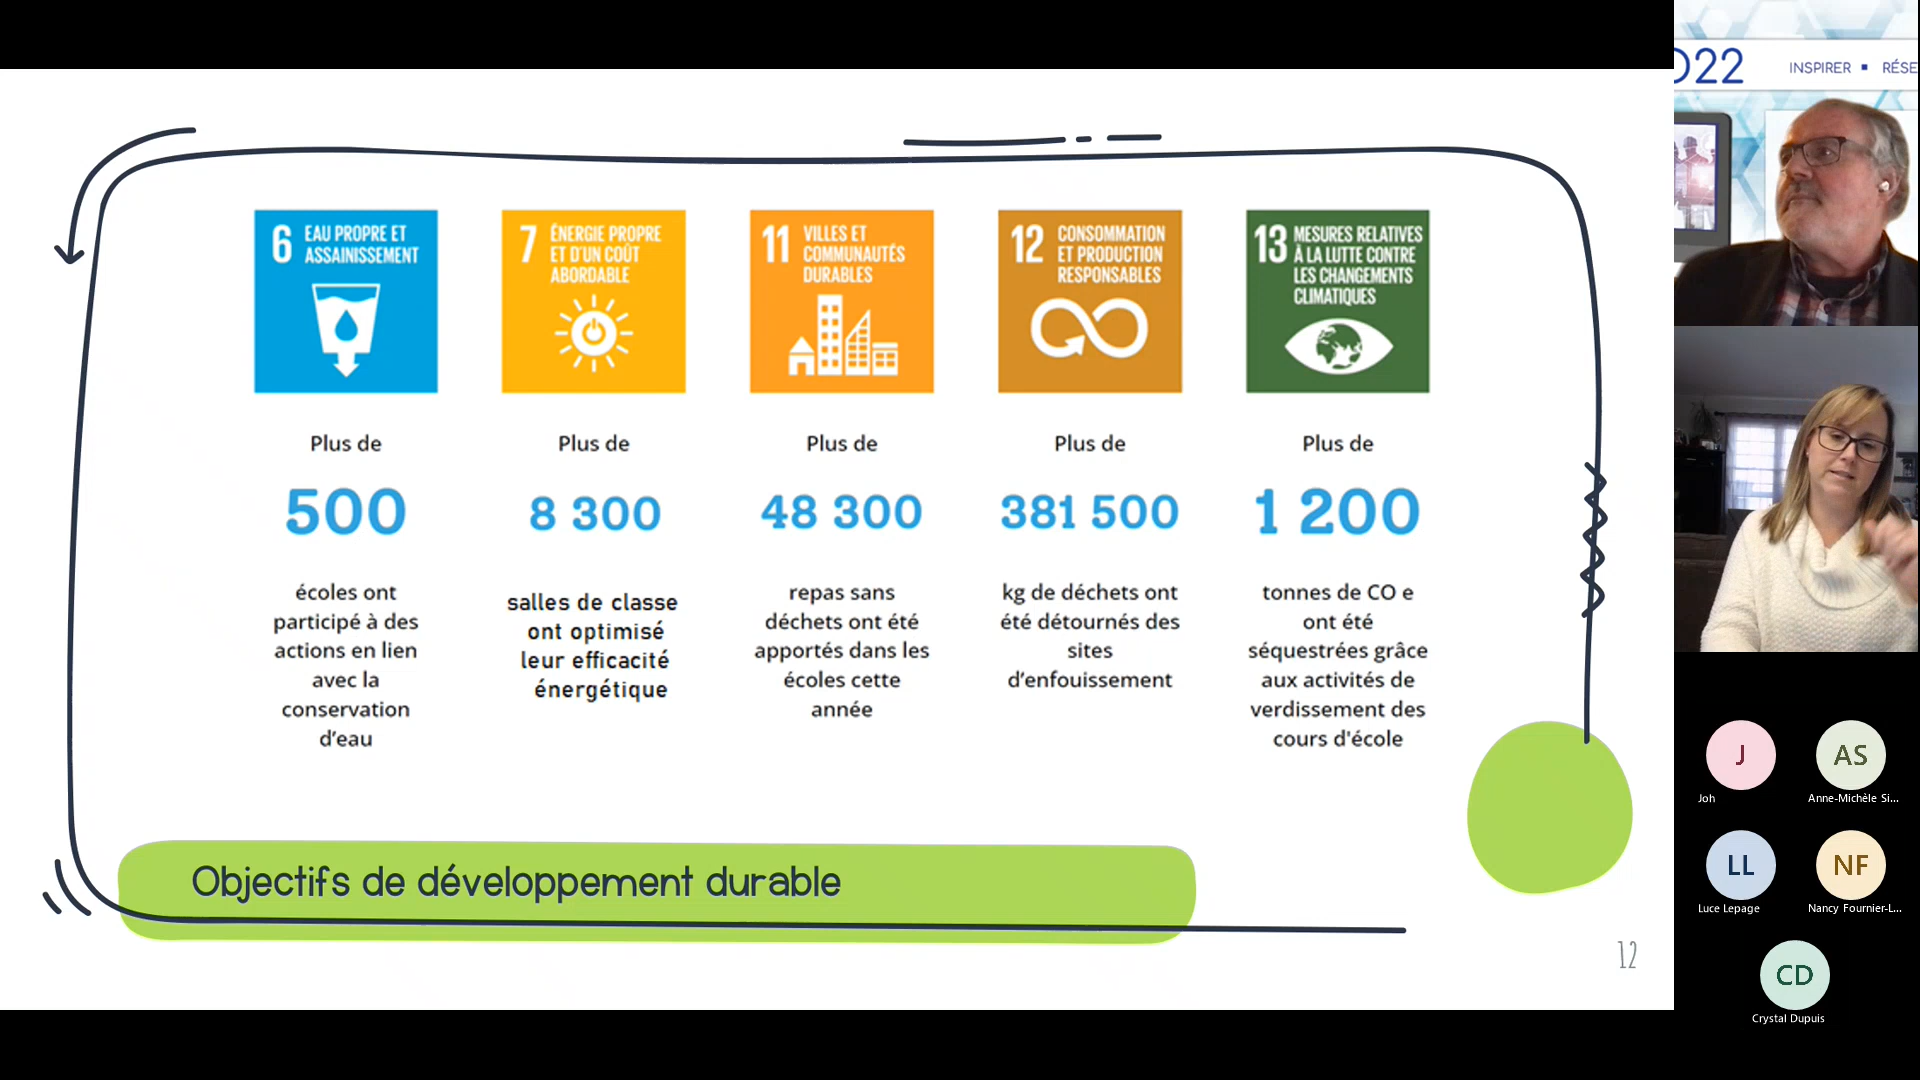 6 EAU PROPRE ET
ASSAINISSEMENT
7 ÉNERGIE PROPRE
ET D'UN COÛT
ABORDABLE
11 VILLES ET
COMMUNAUTÉS
DURABLES
12 CONSOMMATION
ET PRODUCTION
RESPONSABLES
13 MESURES RELATIVES
À LA LUTTE CONTRE
LES CHANGEMENTS
CLIMATIQUES
Plus de
500
écoles ont
participé à des
actions en lien
avec la
conservation
d’eau
Plus de
8 300
salles de classe
ont optimisé
leur efficacité
énergétique
Plus de
48 300
repas sans
déchets ont été
apportés dans les
écoles cette
année
Plus de
381 500
kg de déchets ont
été détournés des
sites
d’enfouissement
Plus de
1 200
tonnes de CO e
ont été
séquestrées grâce
aux activités de
verdissement des
cours d'école
Objectifs de développement durable
12
022 INSPIRER ▪ RÉSE
J
Joh
AS
Anne-Michèle Si...
LL
Luce Lepage
NF
Nancy Fournier-L...
CD
Crystal Dupuis